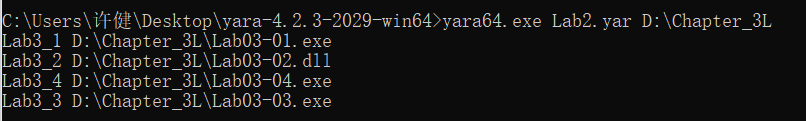 C:\Users\许健\Desktop\yara-4.2.3-2029-win64>yara64.exe Lab2.yar D:\Chapter_3L
Lab3_1 D:\Chapter_3L\Lab03-01.exe
Lab3_2 D:\Chapter_3L\Lab03-02.dll
Lab3_4 D:\Chapter_3L\Lab03-04.exe
Lab3_3 D:\Chapter_3L\Lab03-03.exe